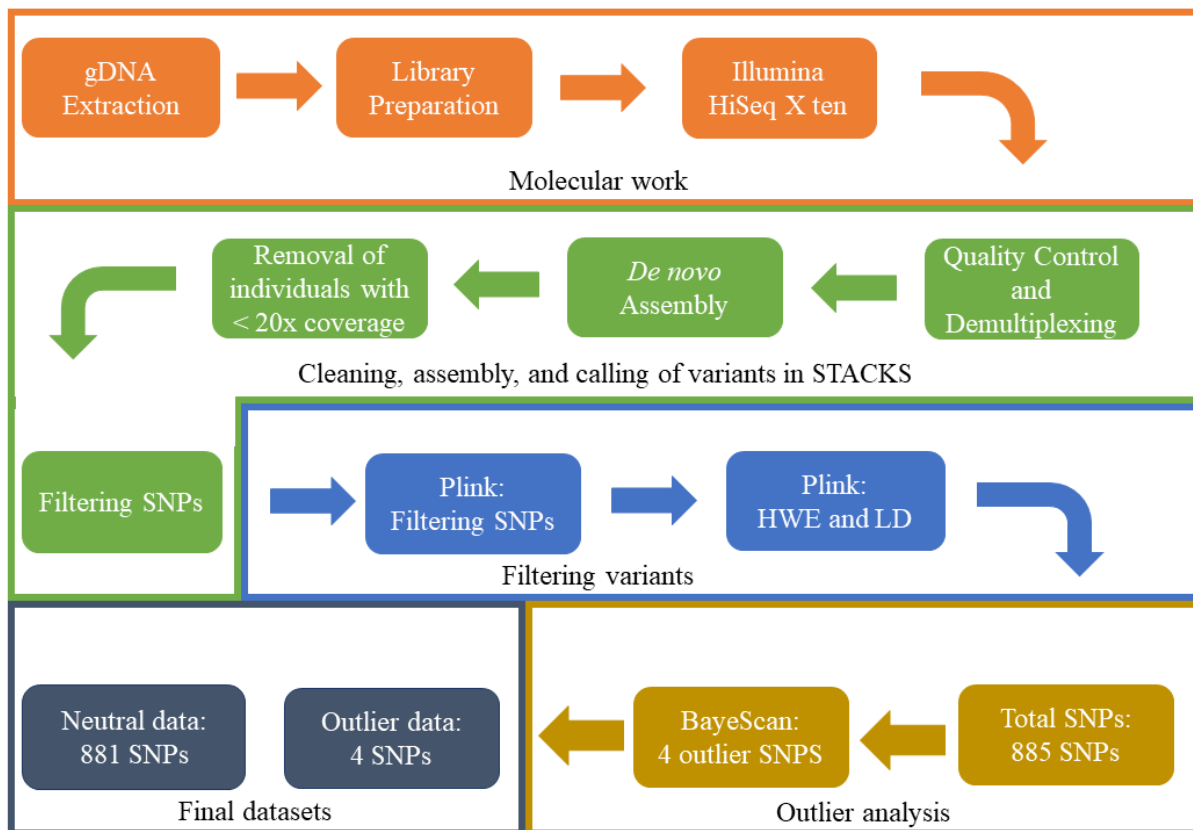 gDNA
Extraction
Library
Preparation
Illumina
HiSeq X ten
Molecular work
Quality Control
and
Demultiplexing
De novo
Assembly
Removal of
individuals with
< 20x coverage
Cleaning, assembly, and calling of variants in STACKS
Filtering SNPs
Plink:
Filtering SNPs
Plink:
HWE and LD
Filtering variants
Total SNPs:
885 SNPs
BayeScan:
4 outlier SNPS
Outlier analysis
Neutral data:
881 SNPs
Outlier data:
4 SNPs
Final datasets